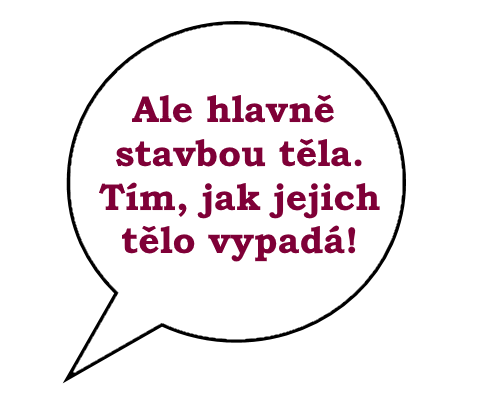 Ale hlavně
stavbou těla.
Tím, jak jejich
tělo vypadá!